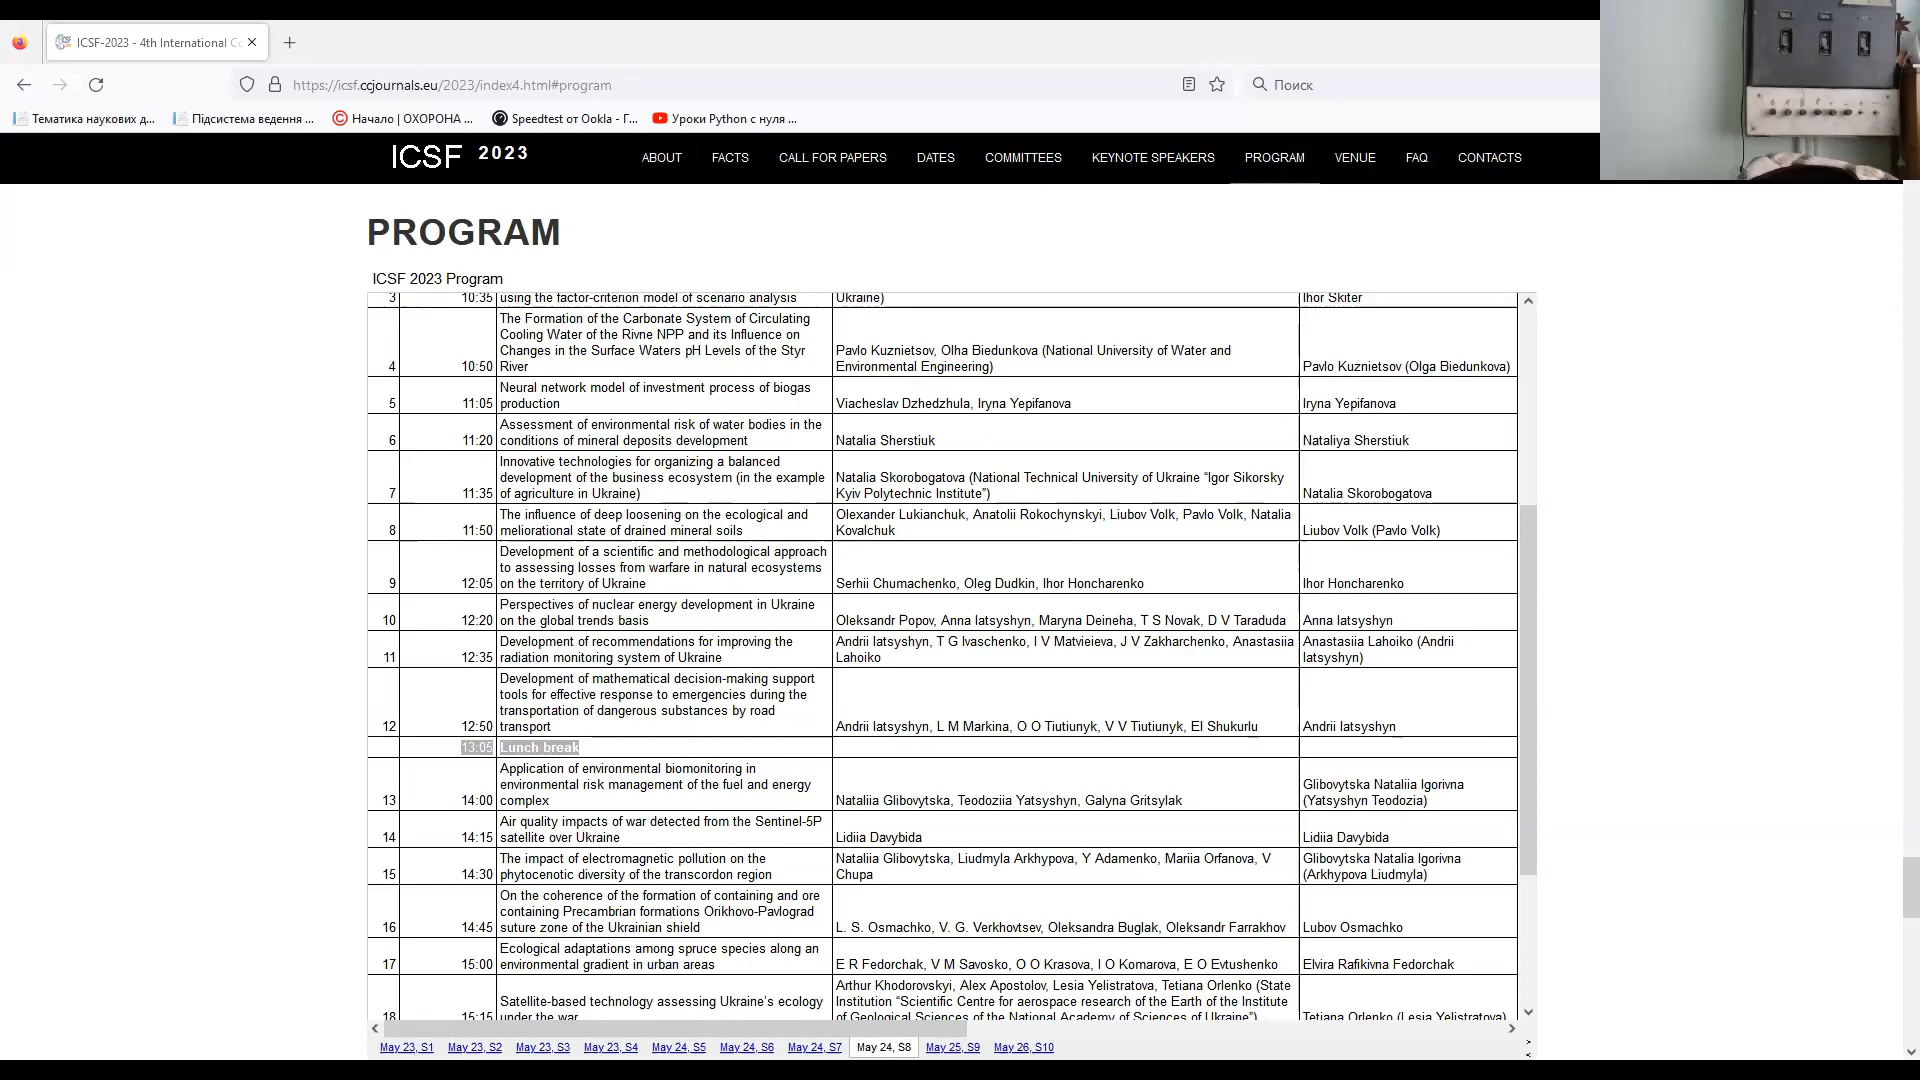 ICSF-2023 - 4th International Co
https://icsf.ccjournals.eu/2023/index4.html#program
Поиск
Тематика наукових д...
Підсистема ведення ...
Начало | ОХОРОНА ...
Speedtest от Ookla - Г...
Уроки Python с нуля ...
ICSF 2023
ABOUT FACTS CALL FOR PAPERS DATES COMMITTEES KEYNOTE SPEAKERS PROGRAM VENUE FAQ CONTACTS
PROGRAM
ICSF 2023 Program
3 10:35 using the factor-criterion model of scenario analysis Ukraine) Ihor Skiter
The Formation of the Carbonate System of Circulating
Cooling Water of the Rivne NPP and its Influence on
Changes in the Surface Waters pH Levels of the Styr Pavlo Kuznietsov, Olha Biedunkova (National University of Water and
4 10:50 River Environmental Engineering) Pavlo Kuznietsov (Olga Biedunkova)
Neural network model of investment process of biogas
5 11:05 production Viacheslav Dzhedzhula, Iryna Yepifanova Iryna Yepifanova
Assessment of environmental risk of water bodies in the
6 11:20 conditions of mineral deposits development Natalia Sherstiuk Nataliya Sherstiuk
Innovative technologies for organizing a balanced
development of the business ecosystem (in the example Natalia Skorobogatova (National Technical University of Ukraine “Igor Sikorsky
7 11:35 of agriculture in Ukraine) Kyiv Polytechnic Institute”) Natalia Skorobogatova
The influence of deep loosening on the ecological and Olexander Lukianchuk, Anatolii Rokochynskyi, Liubov Volk, Pavlo Volk, Natalia
8 11:50 meliorational state of drained mineral soils Kovalchuk Liubov Volk (Pavlo Volk)
Development of a scientific and methodological approach
to assessing losses from warfare in natural ecosystems
9 12:05 on the territory of Ukraine Serhii Chumachenko, Oleg Dudkin, Ihor Honcharenko Ihor Honcharenko
Perspectives of nuclear energy development in Ukraine
10 12:20 on the global trends basis Oleksandr Popov, Anna Iatsyshyn, Maryna Deineha, T S Novak, D V Taraduda Anna Iatsyshyn
Development of recommendations for improving the Andrii Iatsyshyn, T G Ivaschenko, I V Matvieieva, J V Zakharchenko, Anastasiia Anastasiia Lahoiko (Andrii
11 12:35 radiation monitoring system of Ukraine Lahoiko Iatsyshyn)
Development of mathematical decision-making support
tools for effective response to emergencies during the
transportation of dangerous substances by road
12 12:50 transport Andrii Iatsyshyn, L M Markina, O O Tiutiunyk, V V Tiutiunyk, El Shukurlu Andrii Iatsyshyn
13:05 Lunch break
Application of environmental biomonitoring in
environmental risk management of the fuel and energy Glibovytska Nataliia Igorivna
13 14:00 complex Nataliia Glibovytska, Teodoziia Yatsyshyn, Galyna Gritsylak (Yatsyshyn Teodozia)
Air quality impacts of war detected from the Sentinel-5P
14 14:15 satellite over Ukraine Lidiia Davybida Lidiia Davybida
The impact of electromagnetic pollution on the Nataliia Glibovytska, Liudmyla Arkhypova, Y Adamenko, Mariia Orfanova, V Glibovytska Natalia Igorivna
15 14:30 phytocenotic diversity of the transcordon region Chupa (Arkhypova Liudmyla)
On the coherence of the formation of containing and ore
containing Precambrian formations Orikhovo-Pavlograd
16 14:45 suture zone of the Ukrainian shield L. S. Osmachko, V. G. Verkhovtsev, Oleksandra Buglak, Oleksandr Farrakhov Lubov Osmachko
Ecological adaptations among spruce species along an
17 15:00 environmental gradient in urban areas E R Fedorchak, V M Savosko, O O Krasova, I O Komarova, E O Evtushenko Elvira Rafikivna Fedorchak
Arthur Khodorovskyi, Alex Apostolov, Lesia Yelistratova, Tetiana Orlenko (State
Satellite-based technology assessing Ukraine’s ecology Institution “Scientific Centre for aerospace research of the Earth of the Institute
18 15:15 under the war of Geological Sciences of the National Academy of Sciences of Ukraine”) Tetiana Orlenko (Lesia Yelistratova)
May 23, S1 May 23, S2 May 23, S3 May 23, S4 May 24, S5 May 24, S6 May 24, S7 May 24, S8 May 25, S9 May 26, S10